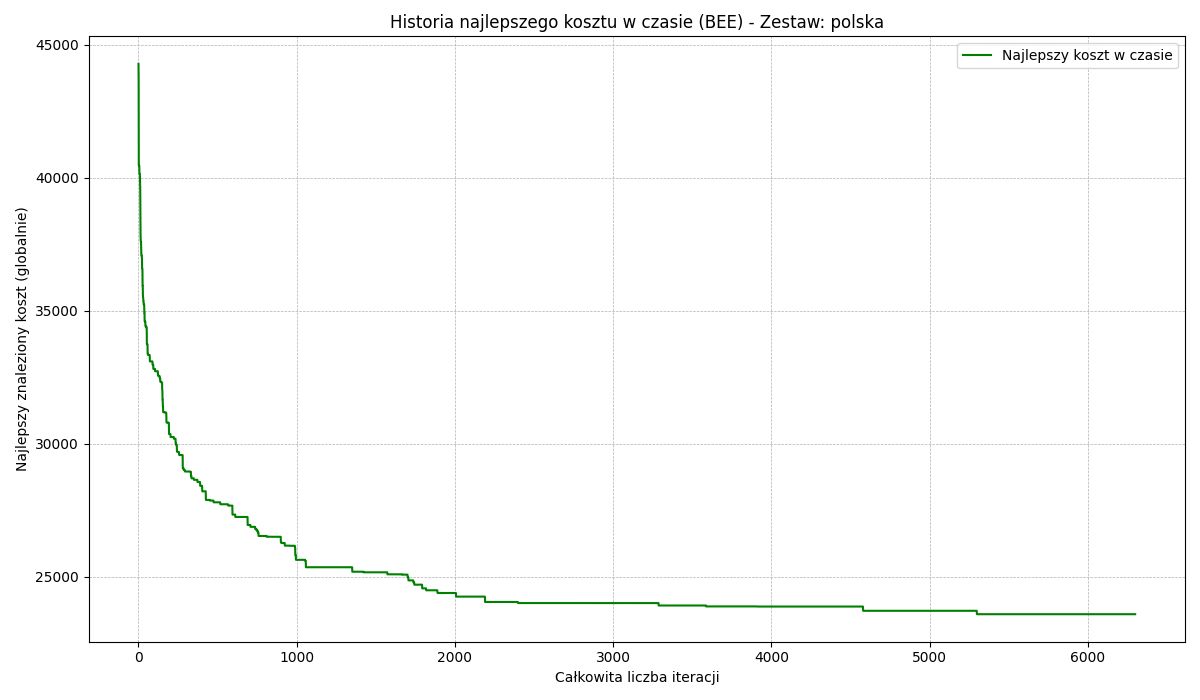 Historia najlepszego kosztu w czasie (BEE) - Zestaw: polska
Najlepszy koszt w czasie
Najlepszy znaleziony koszt (globalnie)
45000
40000
35000
30000
25000
0 1000 2000 3000 4000 5000 6000
Całkowita liczba iteracji